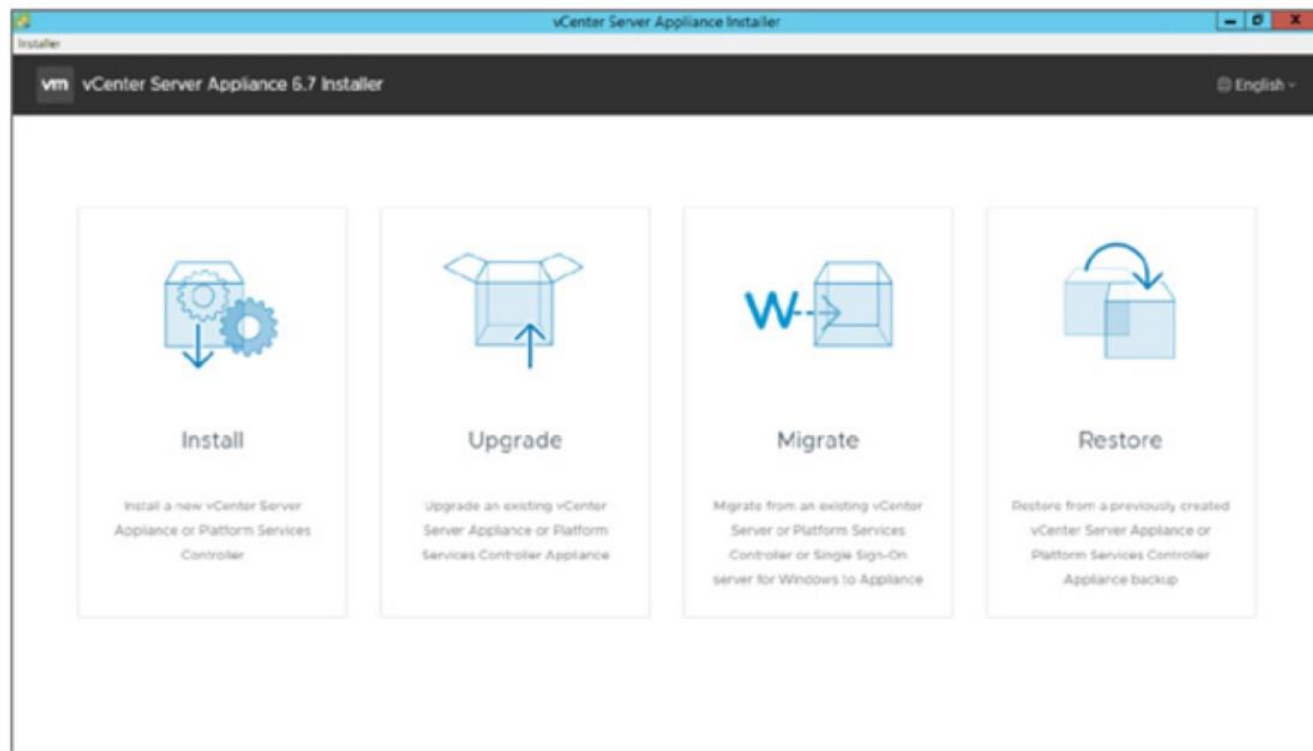 vCenter Server Appliance Installer
Installer
vm vCenter Server Appliance 6.7 Installer
English
Install
Install a new vCenter Server
Appliance or Platform Services
Controller
Upgrade
Upgrade an existing vCenter
Server Appliance or Platform
Services Controller Appliance
W
Migrate
Migrate from an existing vCenter
Server or Platform Services
Controller or Single Sign-On
server for Windows to Appliance
Restore
Restore from a previously created
vCenter Server Appliance or
Platform Services Controller
Appliance backup